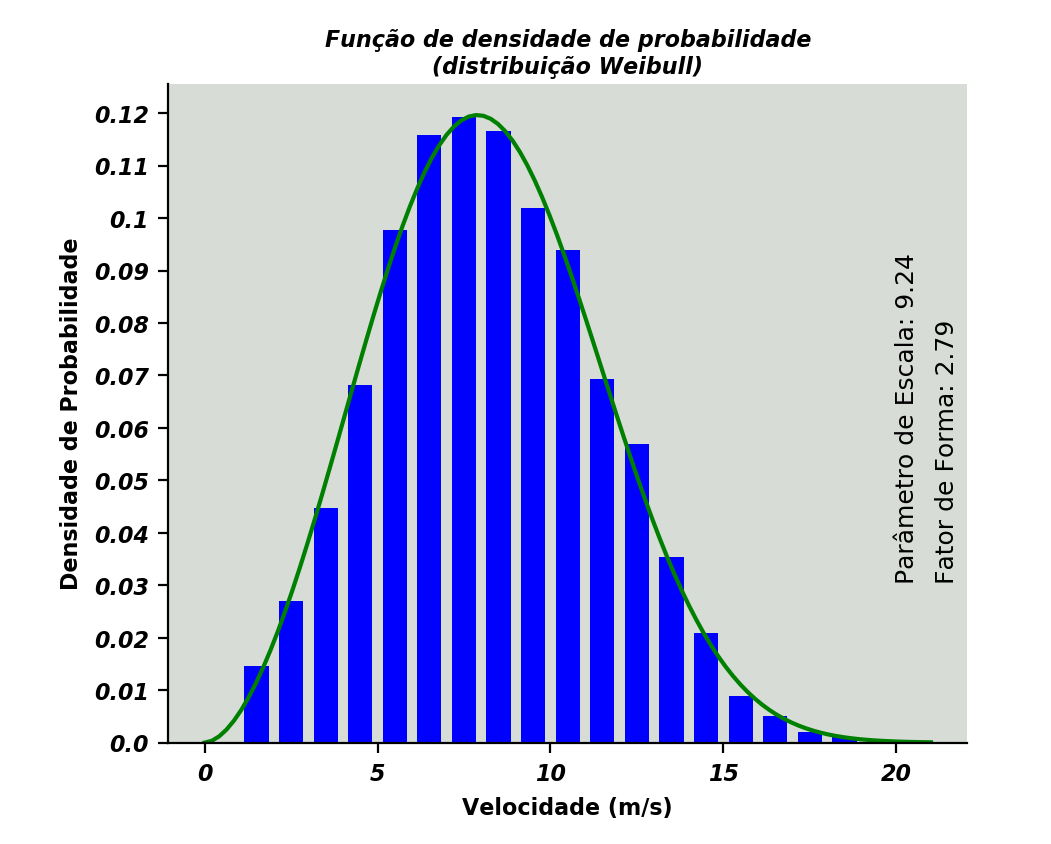 Função de densidade de probabilidade
(distribuição Weibull)
Densidade de Probabilidade
0.12
0.11
0.1
0.09
0.08
0.07
0.06
0.05
0.04
0.03
0.02
0.01
0.0
Parâmetro de Escala: 9.24
Fator de Forma: 2.79
0 5 10 15 20
Velocidade (m/s)